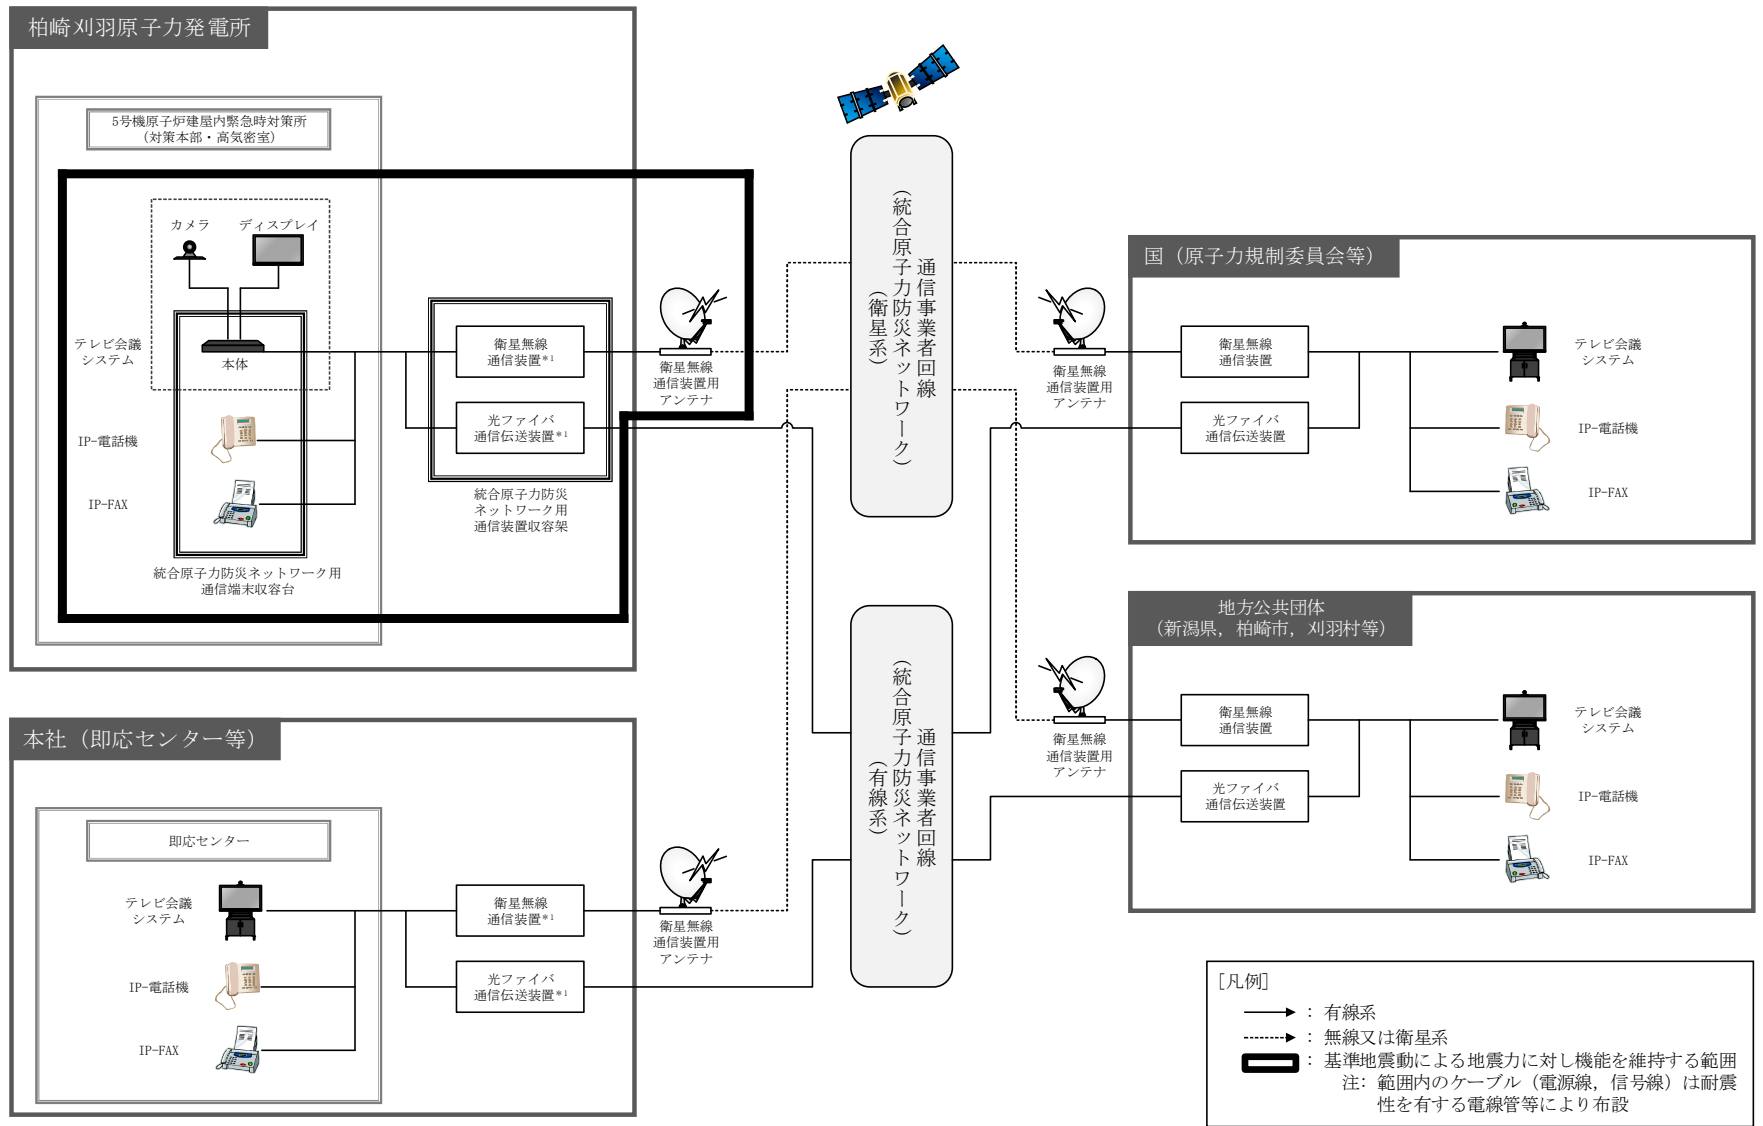 柏崎刈羽原子力発電所
5号機原子炉建屋内緊急時対策所
（対策本部・高気密室）
カメラ
ディスプレイ
テレビ会議
システム
本体
IP-電話機
IP-FAX
統合原子力防災ネットワーク用
通信端末収容台
衛星無線
通信装置*1
光ファイバ
通信伝送装置*1
統合原子力防災
ネットワーク用
通信装置収容架
衛星無線
通信装置用
アンテナ
通信事業者回線
（統合原子力防災ネットワーク）
（衛星系）
通信事業者回線
（統合原子力防災ネットワーク）
（有線系）
国（原子力規制委員会等）
衛星無線
通信装置用
アンテナ
衛星無線
通信装置
光ファイバ
通信伝送装置
テレビ会議
システム
IP-電話機
IP-FAX
地方公共団体
（新潟県，柏崎市，刈羽村等）
衛星無線
通信装置用
アンテナ
衛星無線
通信装置
光ファイバ
通信伝送装置
テレビ会議
システム
IP-電話機
IP-FAX
本社（即応センター等）
即応センター
テレビ会議
システム
IP-電話機
IP-FAX
衛星無線
通信装置*1
光ファイバ
通信伝送装置*1
衛星無線
通信装置用
アンテナ
［凡例］
：有線系
：無線又は衛星系
：基準地震動による地震力に対し機能を維持する範囲
注：範囲内のケーブル（電源線，信号線）は耐震
性を有する電線管等により布設